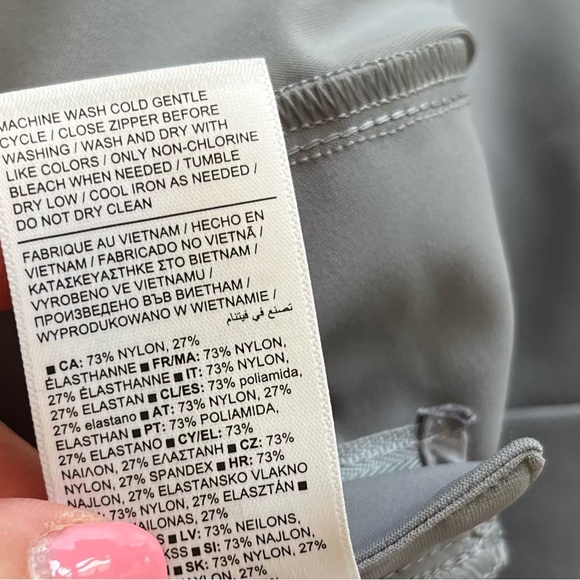 MACHINE WASH COLD GENTLE
CYCLE / CLOSE ZIPPER BEFORE
WASHING / WASH AND DRY WITH
LIKE COLORS / ONLY NON-CHLORINE
BLEACH WHEN NEEDED / TUMBLE
DRY LOW / COOL IRON AS NEEDED /
DO NOT DRY CLEAN
FABRIQUE AU VIETNAM / HECHO EN
VIETNAM / FABRICADO NO VIETNÃ /
ΚΑΤΑΣΚΕΥΑΣΤΗΚΕ ΣΤΟ ΒΙΕΤΝΑΜ /
VYROBENO VE VIETNAMU /
ПРОИЗВЕДЕНО ВЪВ ВИЕТНАМ /
WYPRODUKOWANO W WIETNAMIE /
تصنع في فيتنام
■ CA: 73% NYLON, 27%
ÉLASTHANNE ■ FR/MA: 73% NYLON,
27% ÉLASTHANNE ■ IT: 73% NYLON,
27% ELASTAN ■ CL/ES: 73% poliamida,
27% elastano ■ AT: 73% NYLON, 27%
ELASTHAN ■ PT: 73% POLIAMIDA,
27% ELASTANO ■ CY/EL: 73%
ΝΑΙΛΟΝ, 27% ΕΛΑΣΤΑΝΗ ■ CZ: 73%
NYLON, 27% SPANDEX ■ HR: 73%
NAJLON, 27% ELASTANSKO VLAKNO
NYLON, 27% ELASZTÁN ■
27%
■ LV: 73% NEILONS,
■ SI: 73% NAJLON,
■ SK: 73% NYLON, 27%